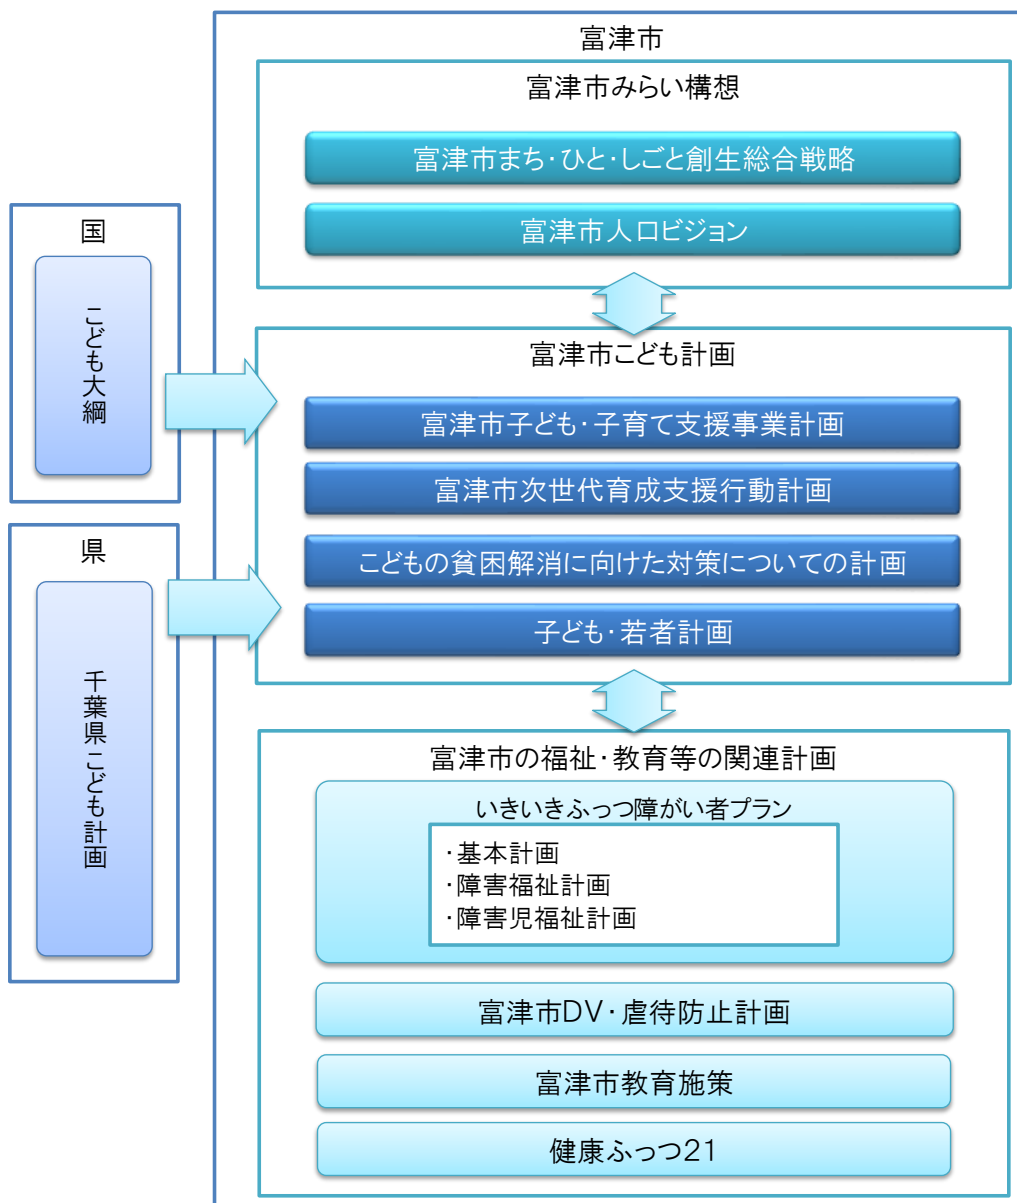 富津市
富津市みらい構想
富津市まち・ひと・しごと創生総合戦略
富津市人口ビジョン
国
こども大綱
県
千葉県こども計画
富津市こども計画
富津市子ども・子育て支援事業計画
富津市次世代育成支援行動計画
こどもの貧困解消に向けた対策についての計画
子ども・若者計画
富津市の福祉・教育等の関連計画
いきいきふっつ障がい者プラン
・基本計画
・障害福祉計画
・障害児福祉計画
富津市DV・虐待防止計画
富津市教育施策
健康ふっつ21